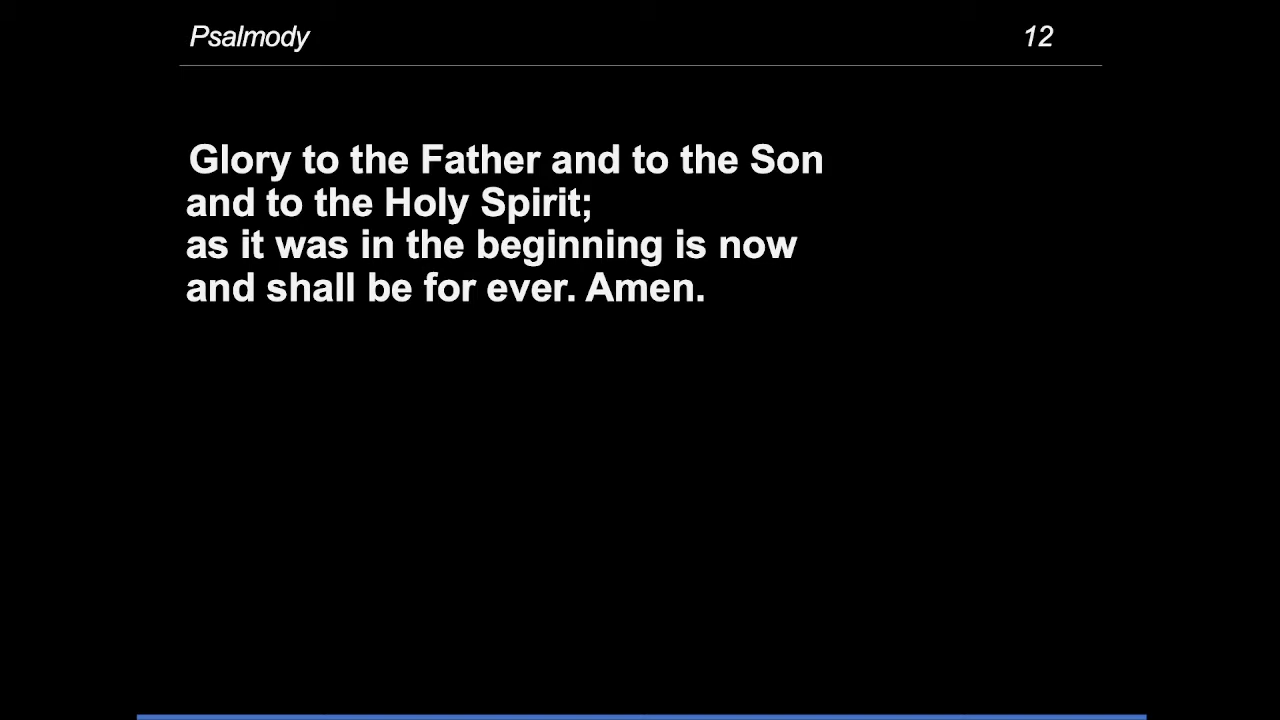 Psalmody 12
Glory to the Father and to the Son
and to the Holy Spirit;
as it was in the beginning is now
and shall be for ever. Amen.